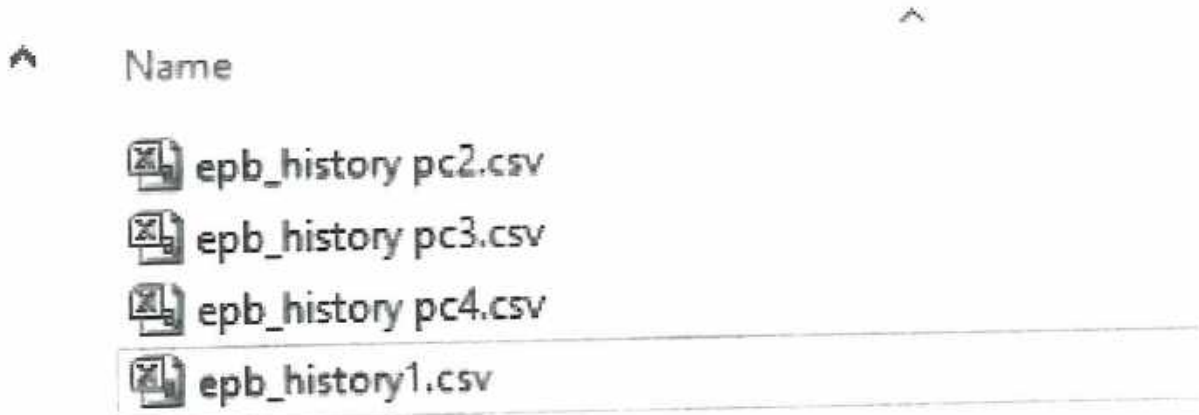 Name
epb_history pc2.csv
epb_history pc3.csv
epb_history pc4.csv
epb_history1.csv